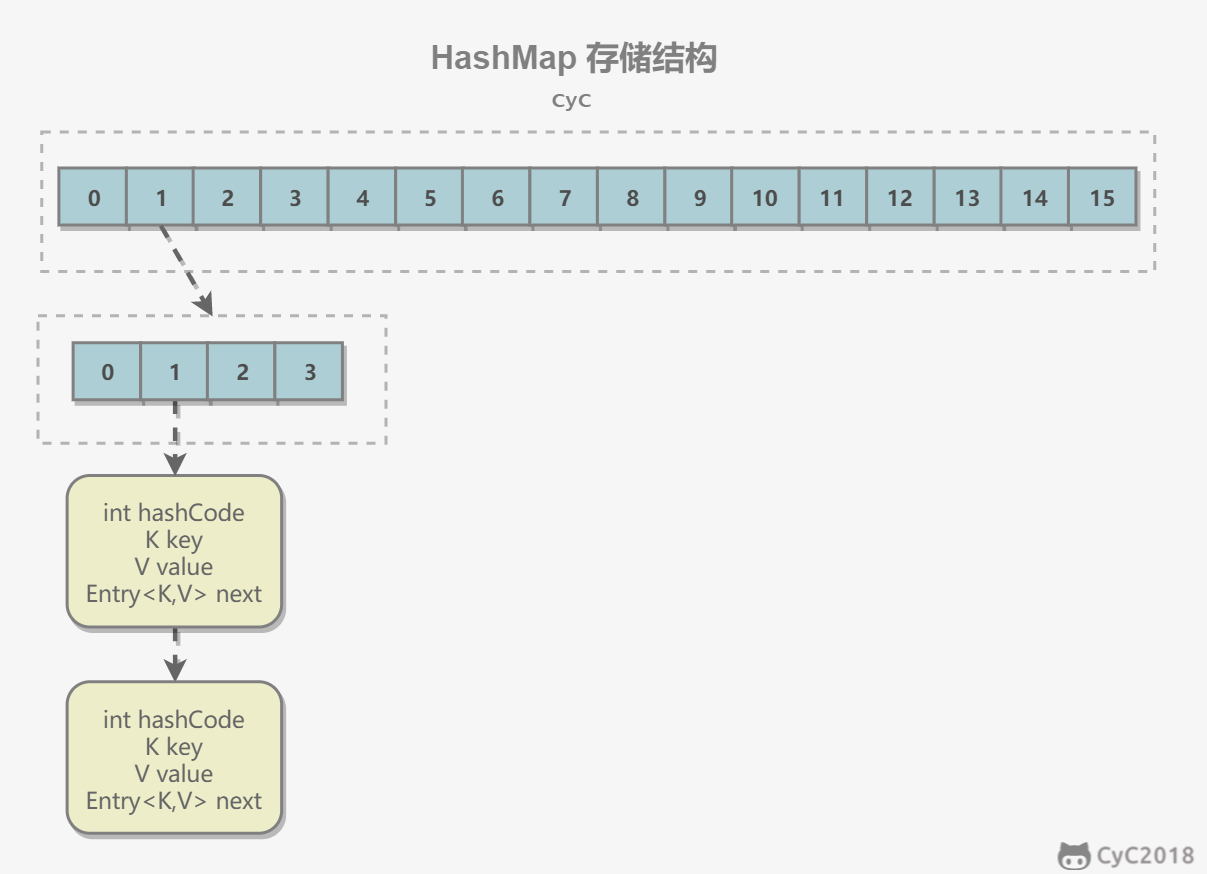 HashMap 存储结构
CyC
0 1 2 3 4 5 6 7 8 9 10 11 12 13 14 15
0 1 2 3
int hashCode
K key
V value
Entry<K,V> next
int hashCode
K key
V value
Entry<K,V> next
CyC2018